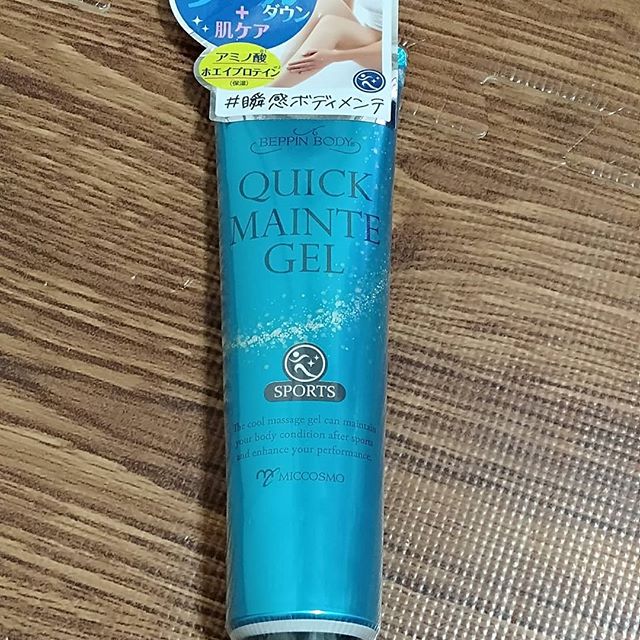 ダウン
+
肌ケア
アミノ酸
ホエイプロテイン
(保湿)
#瞬感ボディメンテ
BEPPIN BODY®
QUICK
MAINTE
GEL
SPORTS
The cool massage gel can maintain
your body condition after sports
and enhance your performance.
MICCOSMO